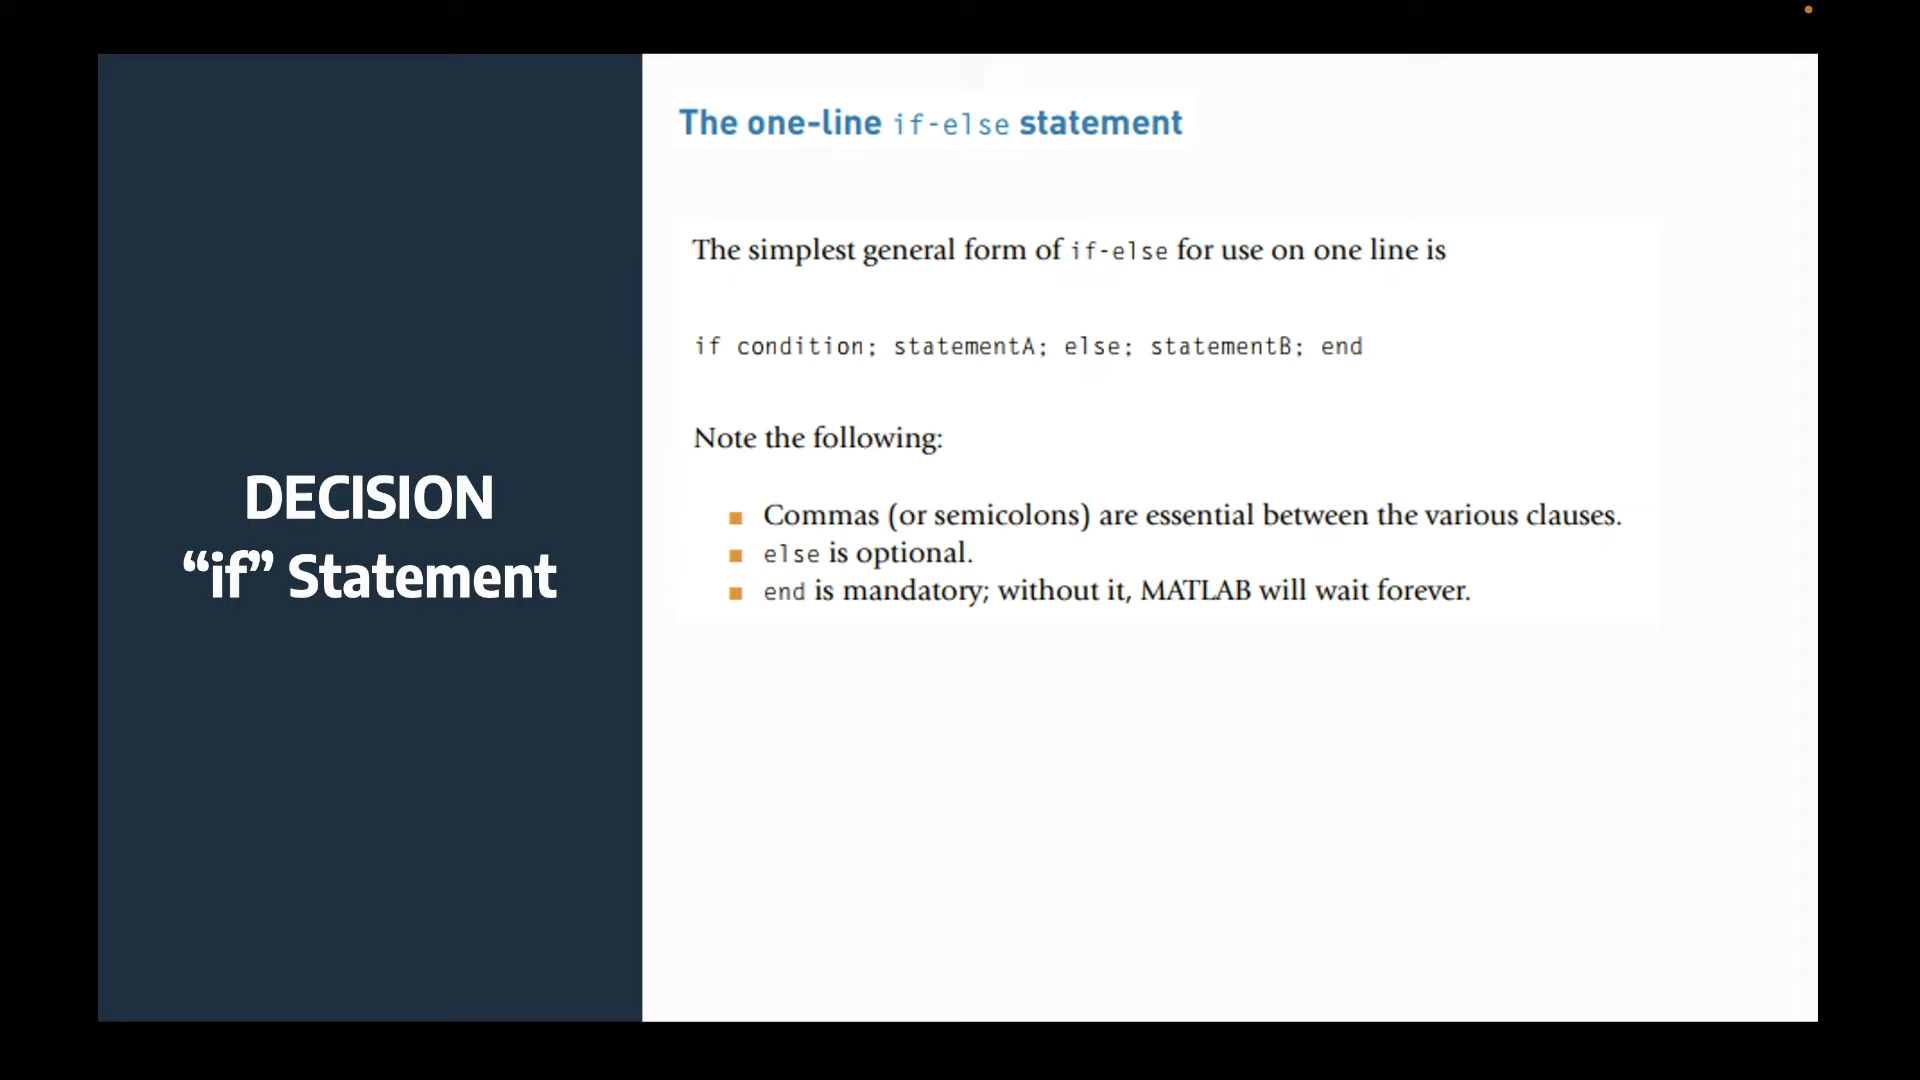 DECISION
“if” Statement
The one-line if-else statement
The simplest general form of if-else for use on one line is
if condition; statementA; else; statementB; end
Note the following:
■ Commas (or semicolons) are essential between the various clauses.
■ else is optional.
■ end is mandatory; without it, MATLAB will wait forever.